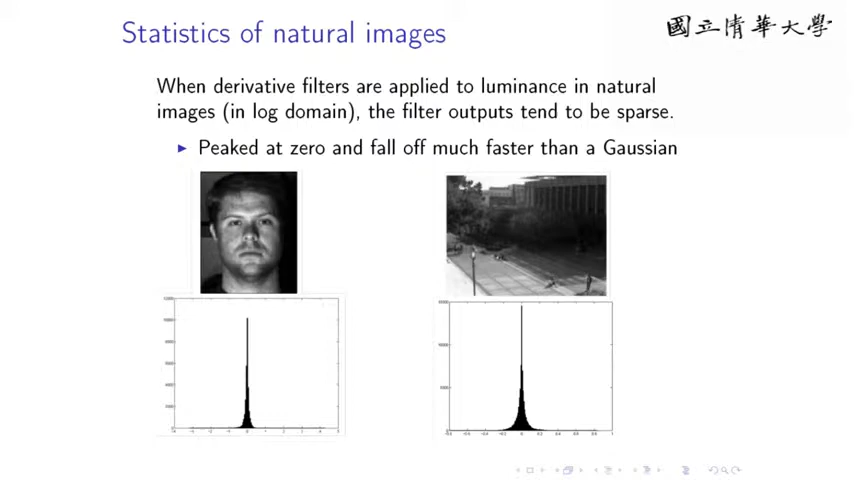 Statistics of natural images
國立清華大學
When derivative filters are applied to luminance in natural
images (in log domain), the filter outputs tend to be sparse.
Peaked at zero and fall off much faster than a Gaussian